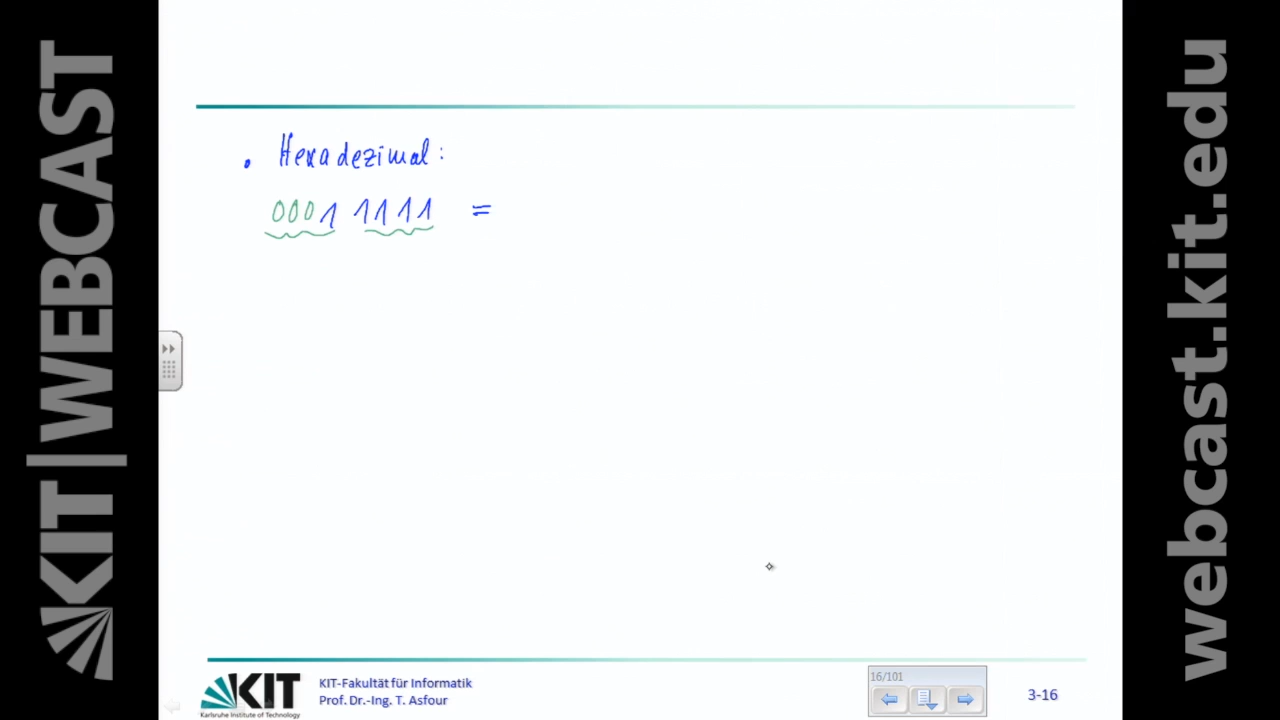 KIT|WEBCAST
• Hexadezimal:
0001 1111 =
KIT
Karlsruhe Institute of Technology
KIT-Fakultät für Informatik
Prof. Dr.-Ing. T. Asfour
16/101
3-16
webcast.kit.edu